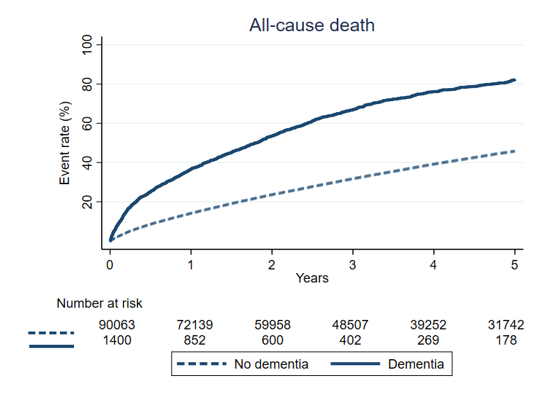 All-cause death
Event rate (%)
100
80
60
40
20
0 1 2 3 4 5
Years
Number at risk
90063 72139 59958 48507 39252 31742
1400 852 600 402 269 178
No dementia Dementia